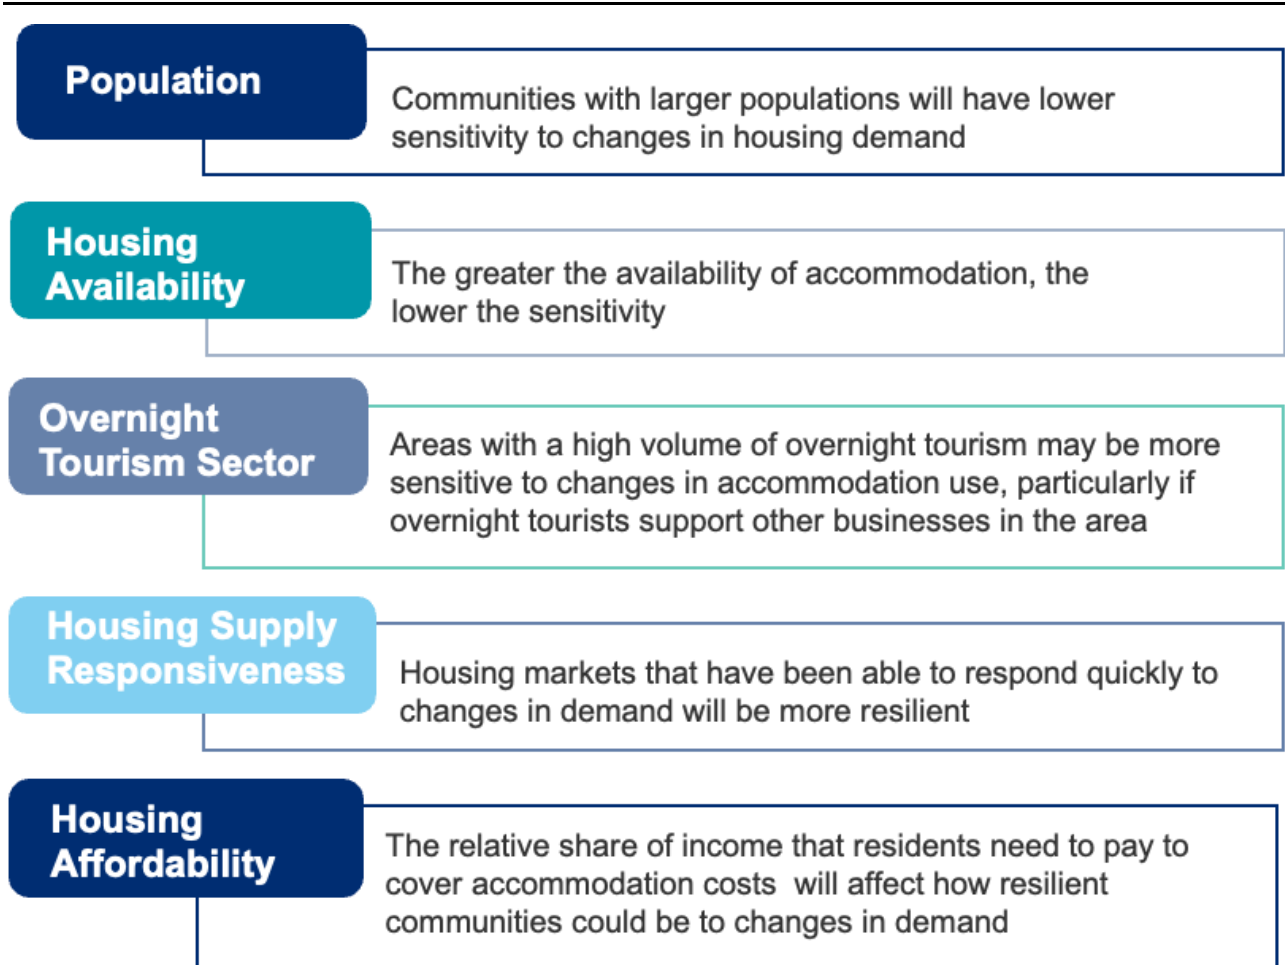 Population
Communities with larger populations will have lower
sensitivity to changes in housing demand
Housing
Availability
The greater the availability of accommodation, the
lower the sensitivity
Overnight
Tourism Sector
Areas with a high volume of overnight tourism may be more
sensitive to changes in accommodation use, particularly if
overnight tourists support other businesses in the area
Housing Supply
Responsiveness
Housing markets that have been able to respond quickly to
changes in demand will be more resilient
Housing
Affordability
The relative share of income that residents need to pay to
cover accommodation costs  will affect how resilient
communities could be to changes in demand